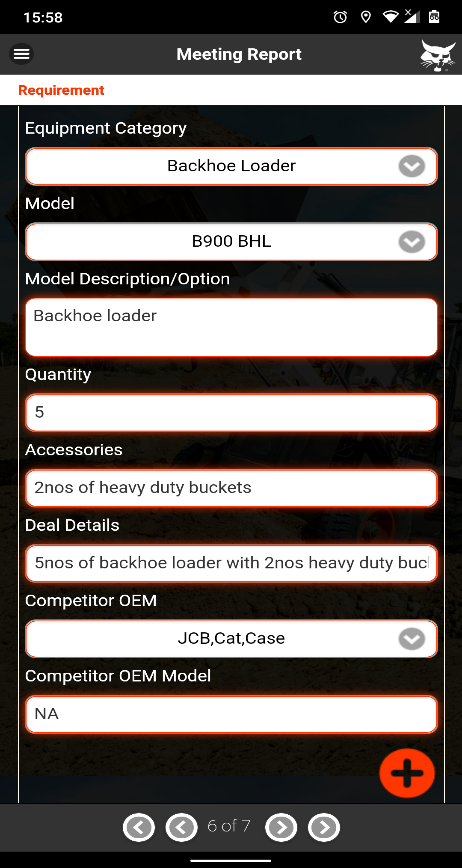 15:58
Meeting Report
Requirement
Equipment Category
Backhoe Loader
Model
B900 BHL
Model Description/Option
Backhoe loader
Quantity
5
Accessories
2nos of heavy duty buckets
Deal Details
5nos of backhoe loader with 2nos heavy duty buc
Competitor OEM
JCB,Cat,Case
Competitor OEM Model
NA
6 of 7